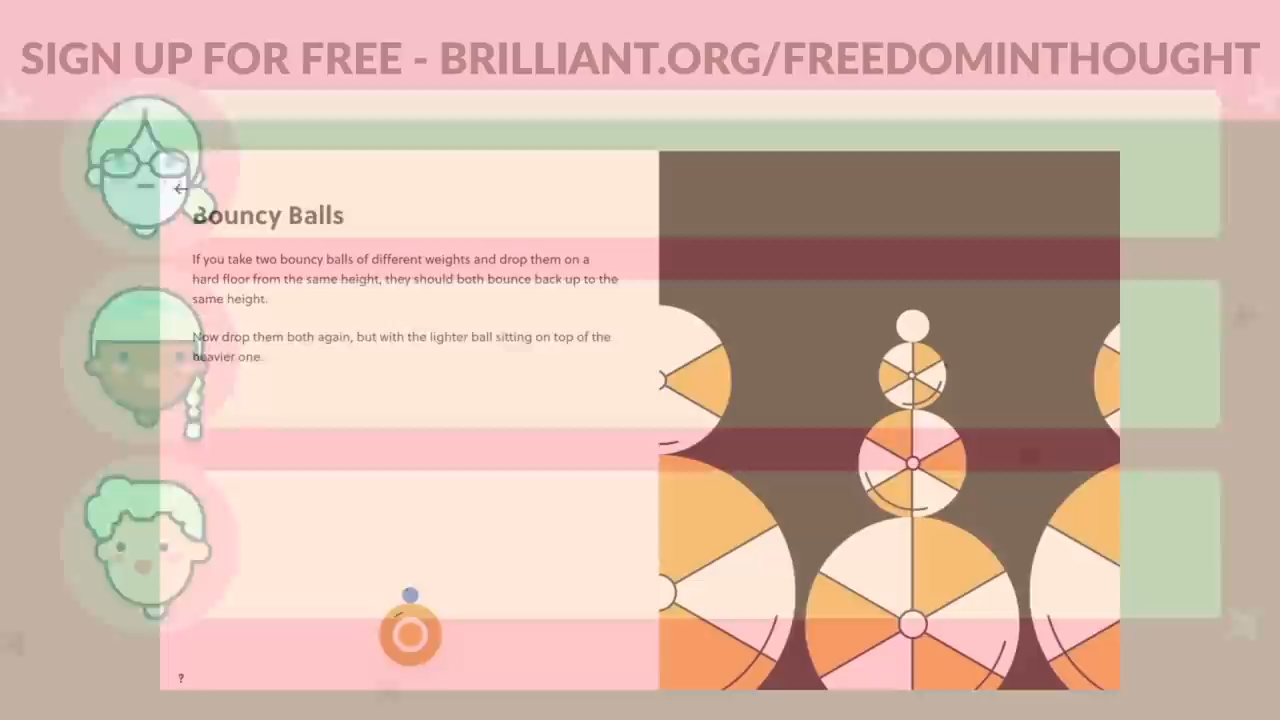 SIGN UP FOR FREE - BRILLIANT.ORG/FREEDOMINTHOUGHT
Bouncy Balls
If you take two bouncy balls of different weights and drop them on a
hard floor from the same height, they should both bounce back up to the
same height.
Now drop them both again, but with the lighter ball sitting on top of the
heavier one.
?